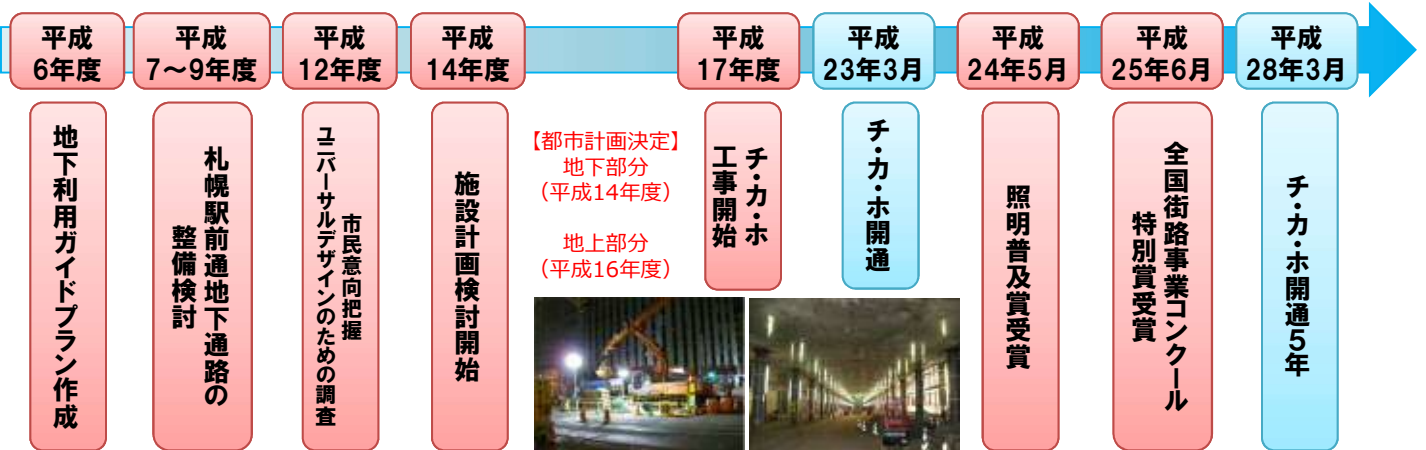 平成
6年度
地下利用ガイドプラン作成
平成
7～9年度
札幌駅前通地下通路の
整備検討
平成
12年度
市民意向把握
ユニバーサルデザインのための調査
平成
14年度
施設計画検討開始
【都市計画決定】
地下部分
（平成14年度）
地上部分
（平成16年度）
平成
17年度
チ・カ・ホ
工事開始
平成
23年3月
チ・カ・ホ開通
平成
24年5月
照明普及賞受賞
平成
25年6月
全国街路事業コンクール
特別賞受賞
平成
28年3月
チ・カ・ホ開通5年